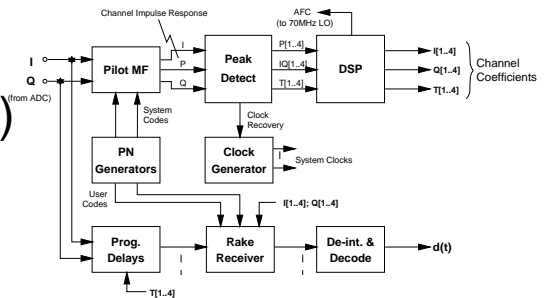 Channel Impulse Response
AFC
(to 70MHz LO)
I
Q
(from ADC)
)
Pilot MF
I
P
Q
Peak
Detect
P[1..4]
IQ[1..4]
T[1..4]
DSP
I[1..4]
Q[1..4]
T[1..4]
Channel
Coefficients
System
Codes
Clock
Recovery
PN
Generators
Clock
Generator
System Clocks
User
Codes
I[1..4]; Q[1..4]
Prog.
Delays
Rake
Receiver
De-int. &
Decode
d(t)
T[1..4]